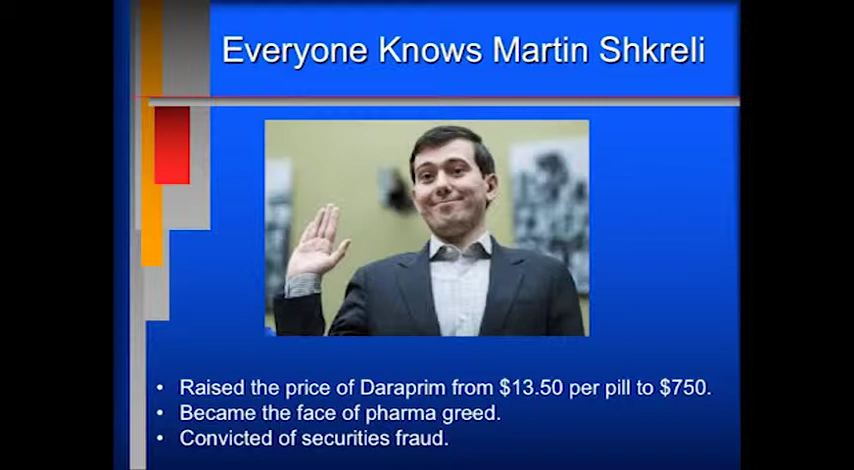 Everyone Knows Martin Shkreli
• Raised the price of Daraprim from $13.50 per pill to $750.
• Became the face of pharma greed.
• Convicted of securities fraud.